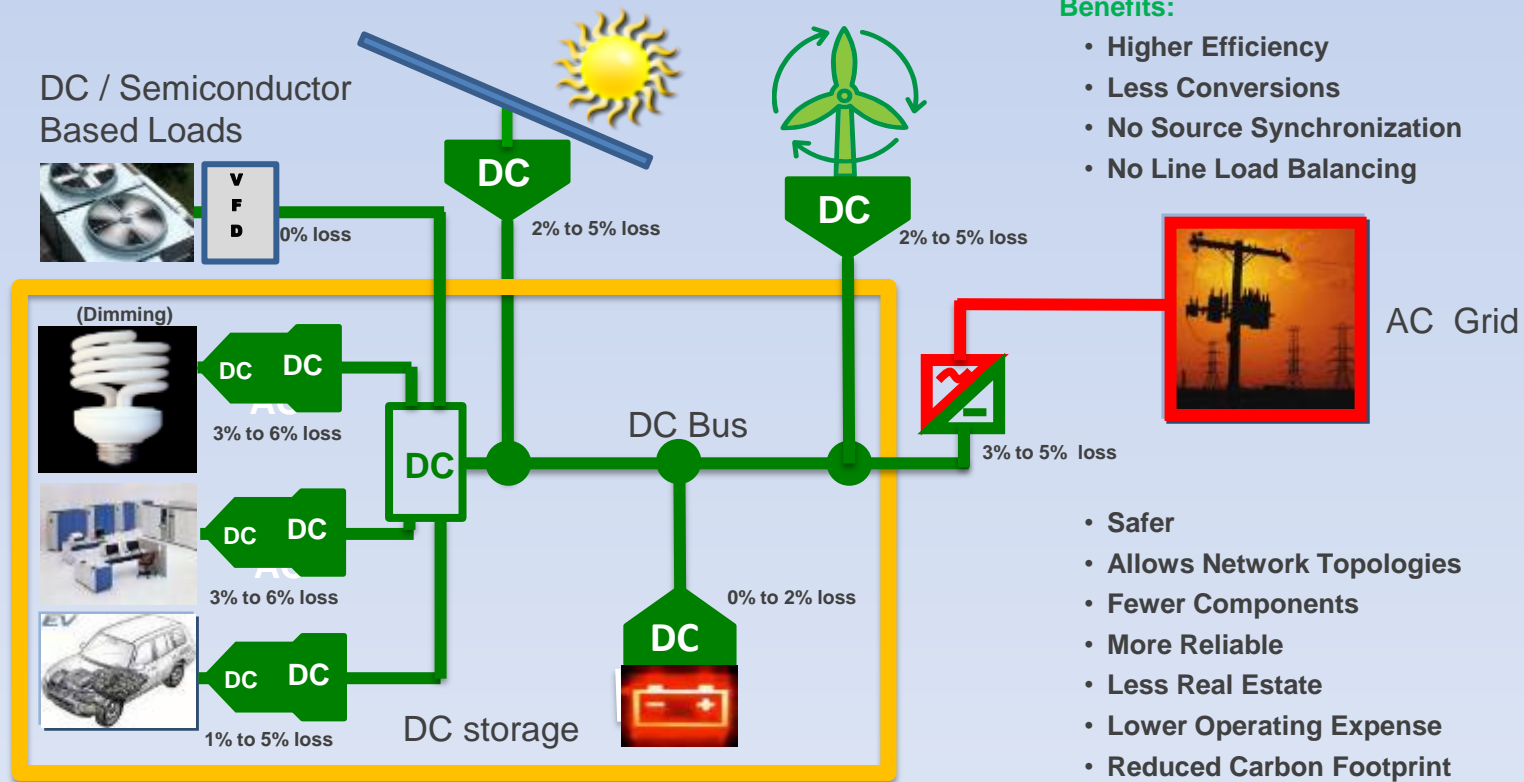 Benefits:
• Higher Efficiency
• Less Conversions
• No Source Synchronization
• No Line Load Balancing
DC / Semiconductor
Based Loads
V
F
D
0% loss
DC
2% to 5% loss
DC
2% to 5% loss
AC Grid
(Dimming)
DC DC
3% to 6% loss
DC
DC Bus
3% to 5% loss
DC DC
3% to 6% loss
EV
DC DC
1% to 5% loss
DC storage
0% to 2% loss
DC
• Safer
• Allows Network Topologies
• Fewer Components
• More Reliable
• Less Real Estate
• Lower Operating Expense
• Reduced Carbon Footprint